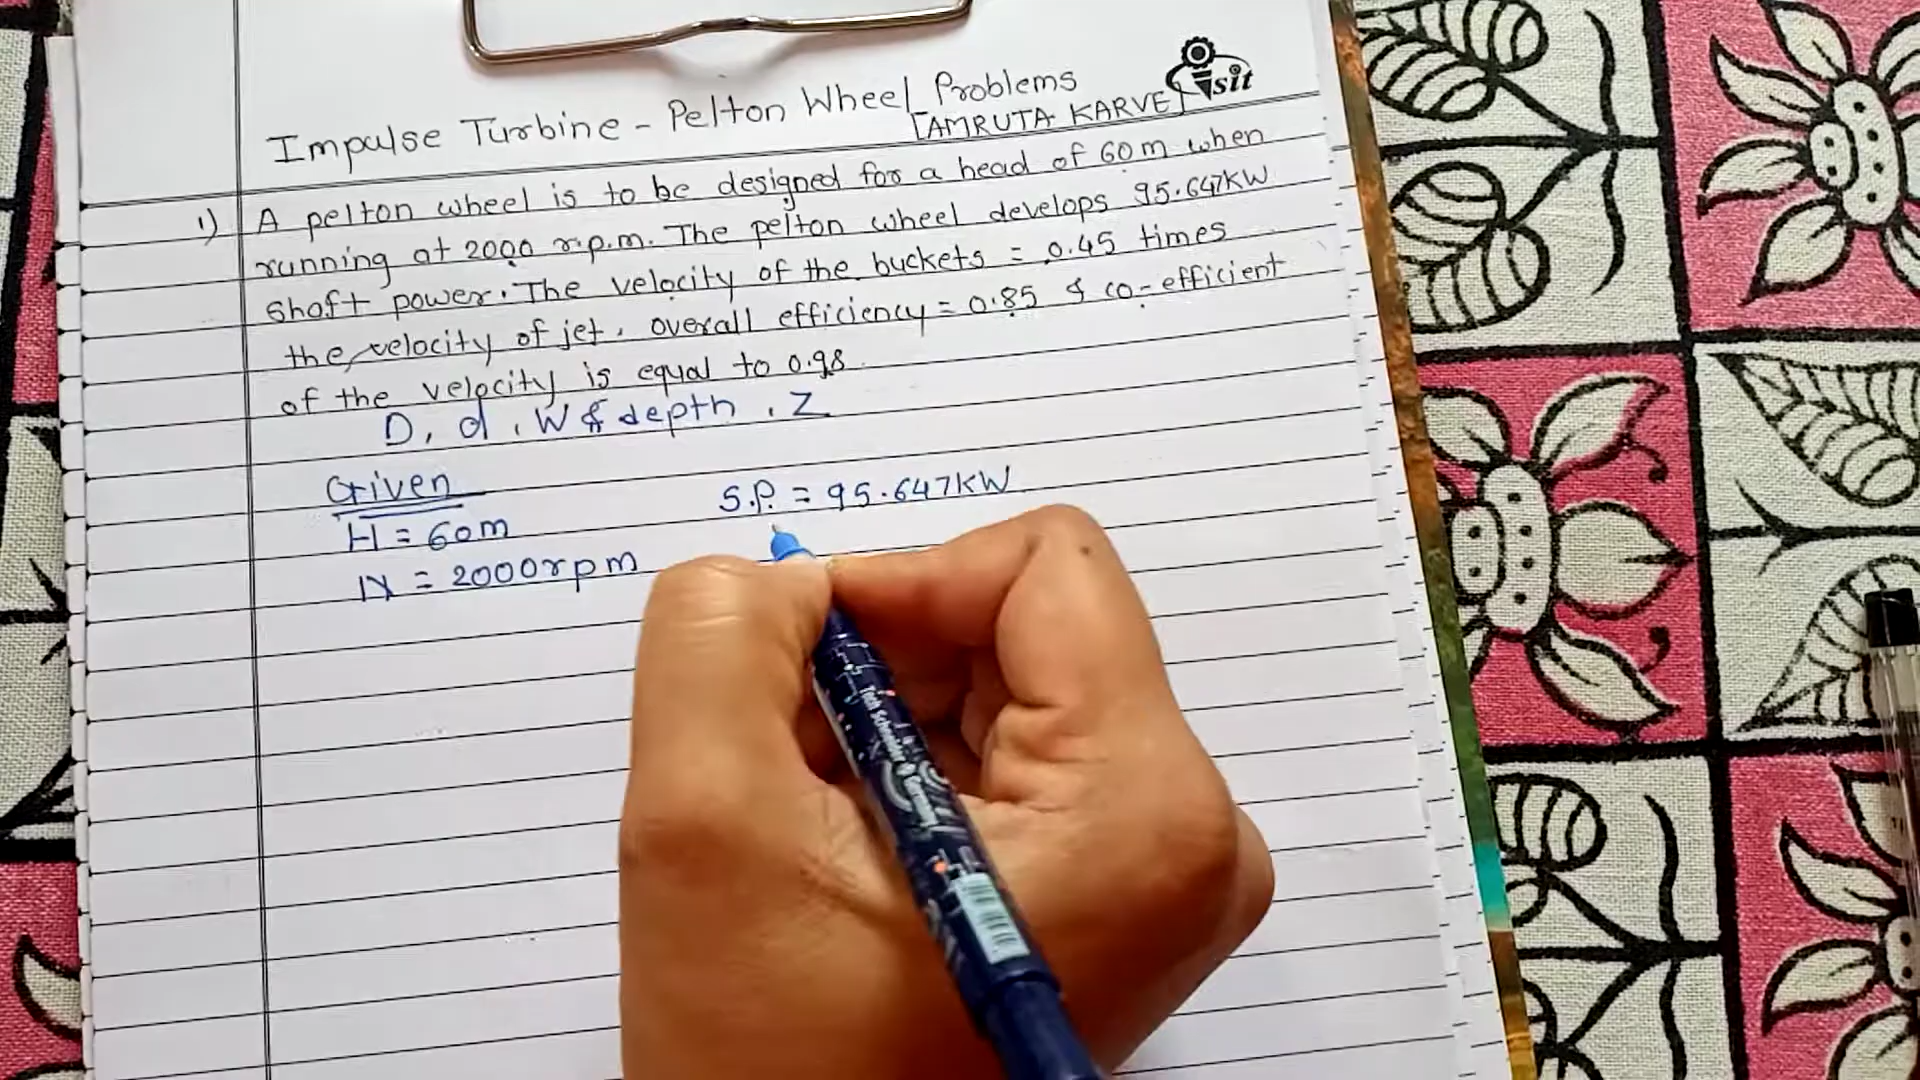 Impulse Turbine - Pelton Wheel Problems
isit
[AMRUTA KARVE]
1) A pelton wheel is to be designed for a head of 60m when
running at 2000 r.p.m. The pelton wheel develops 95.647KW
shaft power. The velocity of the buckets = 0.45 times
the velocity of jet, overall efficiency = 0.85 & co-efficient
of the velocity is equal to 0.98.
D, d, W & depth, Z
Given
H = 60m
N = 2000rpm
S.P. = 95.647KW